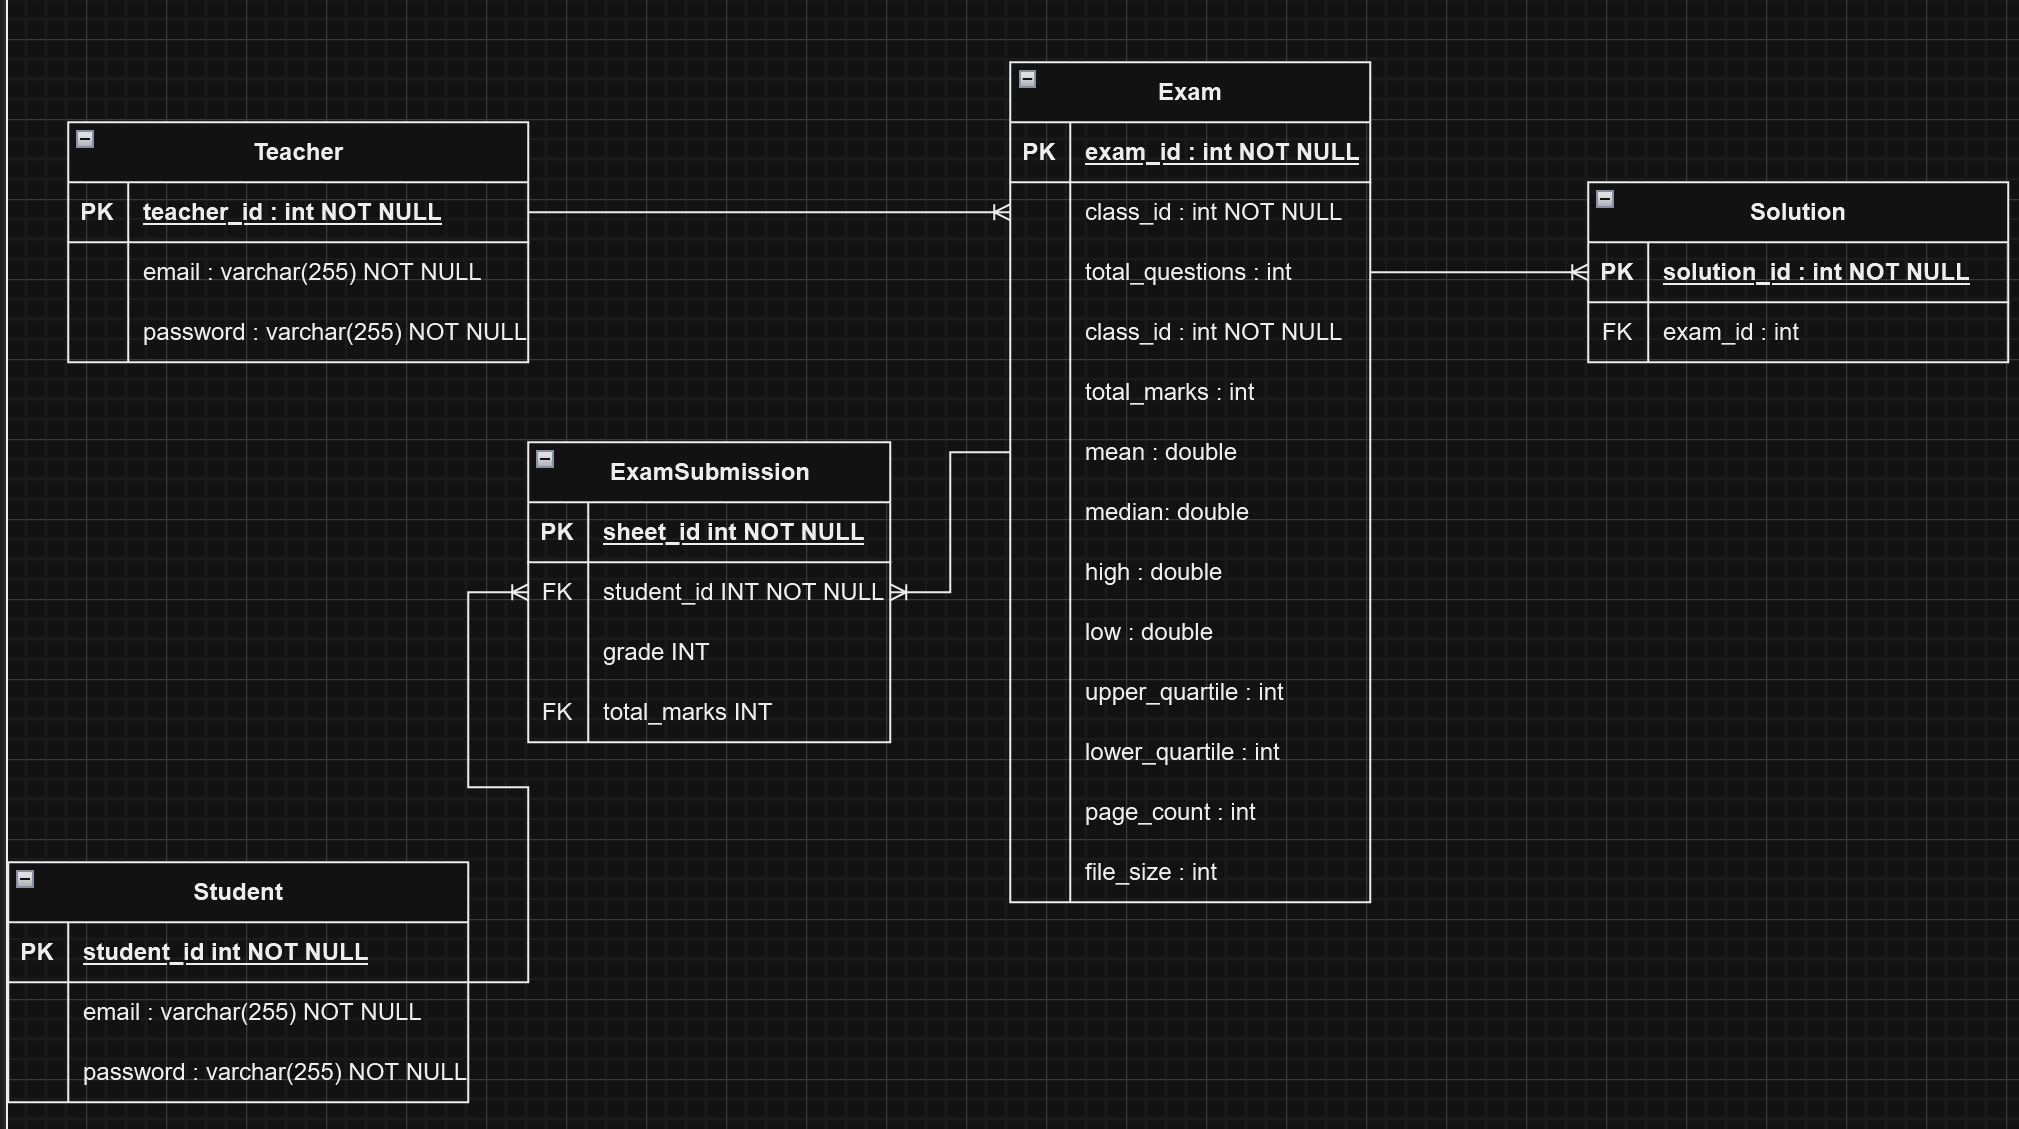 Teacher
PK teacher_id : int NOT NULL
email : varchar(255) NOT NULL
password : varchar(255) NOT NULL
Exam
PK exam_id : int NOT NULL
class_id : int NOT NULL
total_questions : int
class_id : int NOT NULL
total_marks : int
mean : double
median: double
high : double
low : double
upper_quartile : int
lower_quartile : int
page_count : int
file_size : int
Solution
PK solution_id : int NOT NULL
FK exam_id : int
ExamSubmission
PK sheet_id int NOT NULL
FK student_id INT NOT NULL
grade INT
FK total_marks INT
Student
PK student_id int NOT NULL
email : varchar(255) NOT NULL
password : varchar(255) NOT NULL